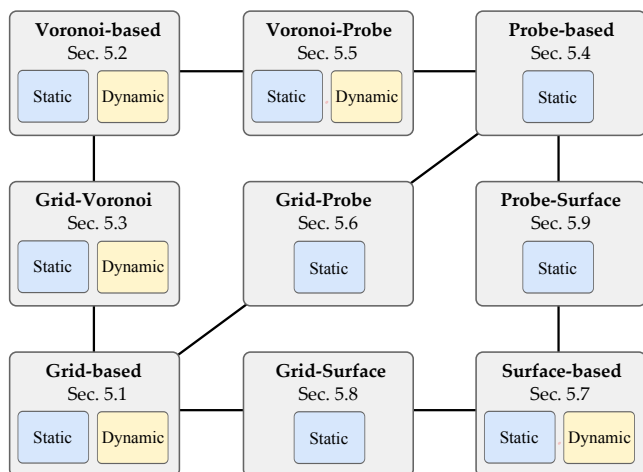 Voronoi-based
Sec. 5.2
Static Dynamic
Voronoi-Probe
Sec. 5.5
Static Dynamic
Probe-based
Sec. 5.4
Static
Grid-Voronoi
Sec. 5.3
Static Dynamic
Grid-Probe
Sec. 5.6
Static
Probe-Surface
Sec. 5.9
Static
Grid-based
Sec. 5.1
Static Dynamic
Grid-Surface
Sec. 5.8
Static
Surface-based
Sec. 5.7
Static Dynamic